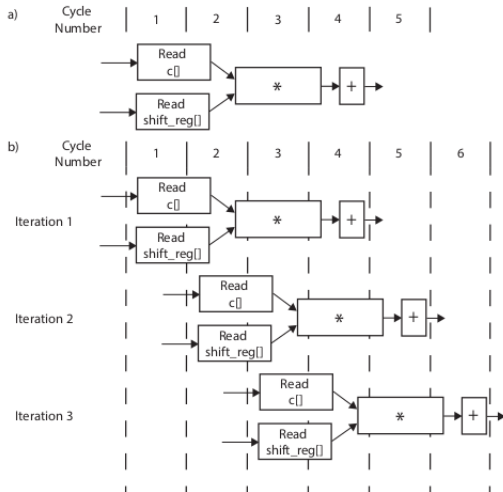 a) Cycle Number 1 2 3 4 5
Read c[]
* +
Read shift_reg[]
b) Cycle Number 1 2 3 4 5 6
Iteration 1
Read c[]
* +
Read shift_reg[]
Iteration 2
Read c[]
* +
Read shift_reg[]
Iteration 3
Read c[]
* +
Read shift_reg[]